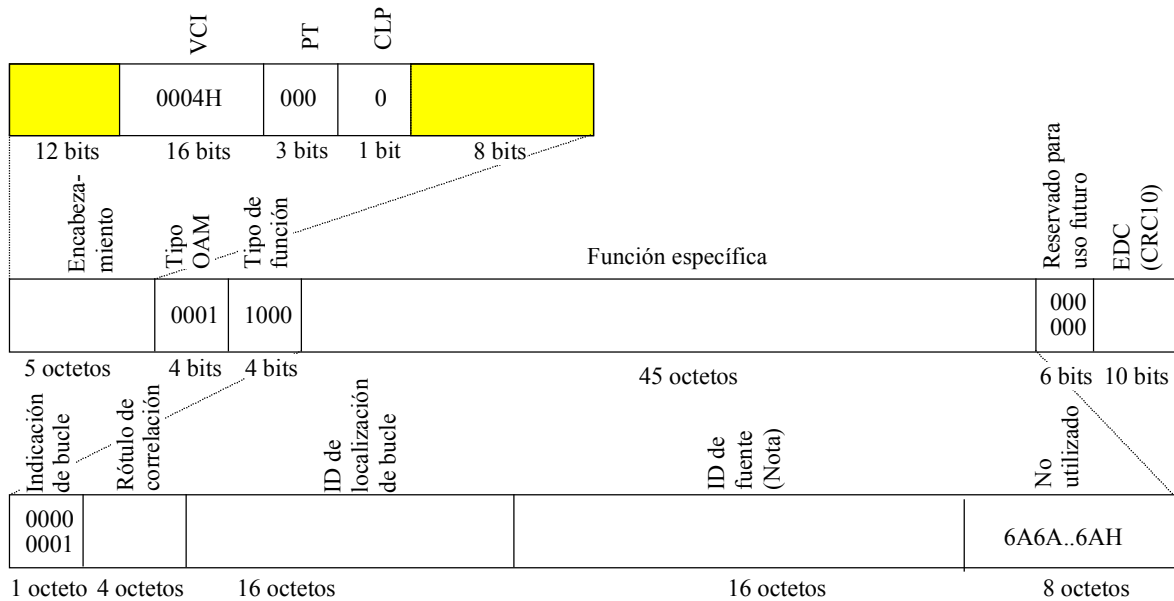 VCI
PT
CLP
0004H
000
0
12 bits
16 bits
3 bits
1 bit
8 bits
Encabeza-
miento
Tipo
OAM
Tipo de
función
Función específica
Reservado para
uso futuro
EDC
(CRC10)
0001
1000
000
000
5 octetos
4 bits
4 bits
45 octetos
6 bits
10 bits
Indicación
de bucle
Rótulo de
correlación
ID de
localización
de bucle
ID de
fuente
(Nota)
No
utilizado
0000
0001
6A6A..6AH
1 octeto
4 octetos
16 octetos
16 octetos
8 octetos